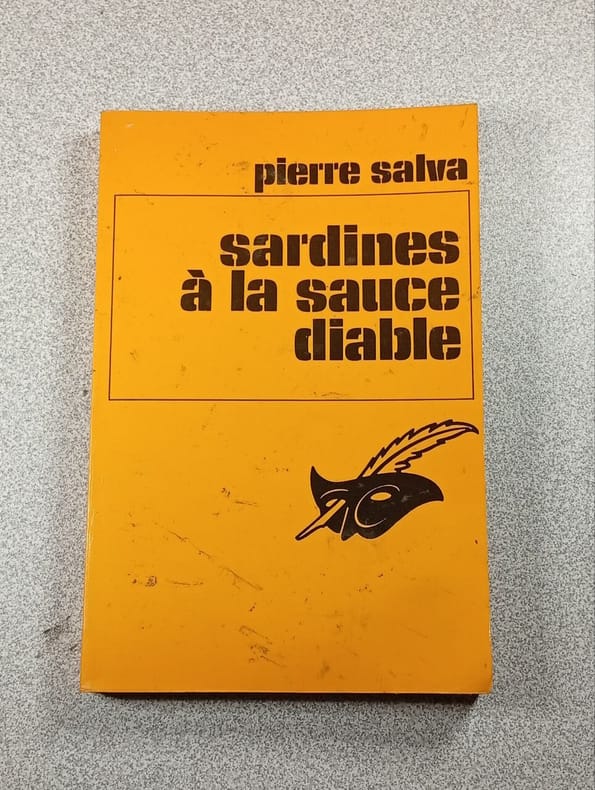 pierre salva
sardines
à la sauce
diable